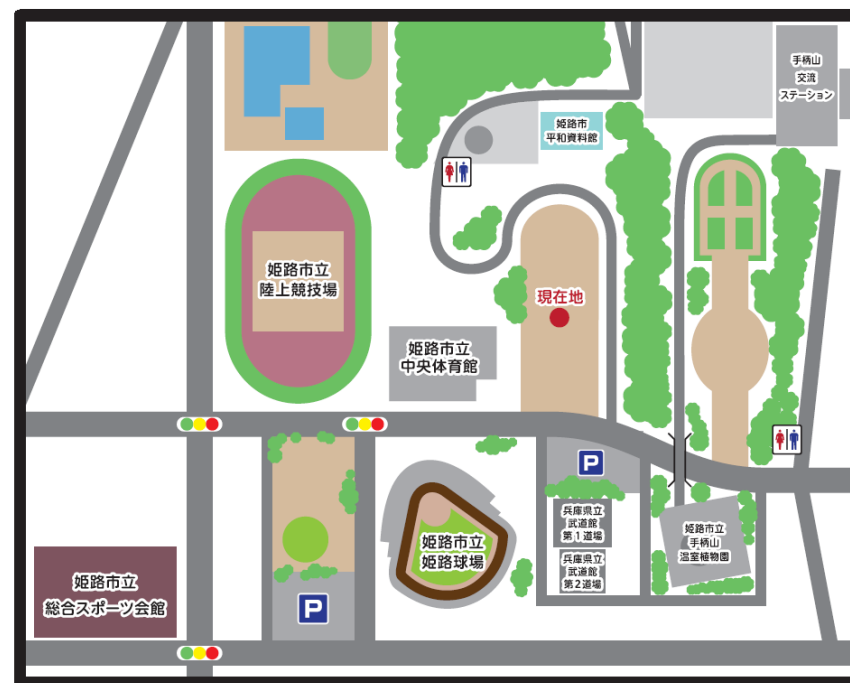 手柄山
交流
ステーション
姫路市
平和資料館
姫路市立
陸上競技場
現在地
姫路市立
中央体育館
P
兵庫県立
武道館
第1道場
兵庫県立
武道館
第2道場
姫路市立
手柄山
温室植物園
姫路市立
姫路球場
姫路市立
総合スポーツ会館
P